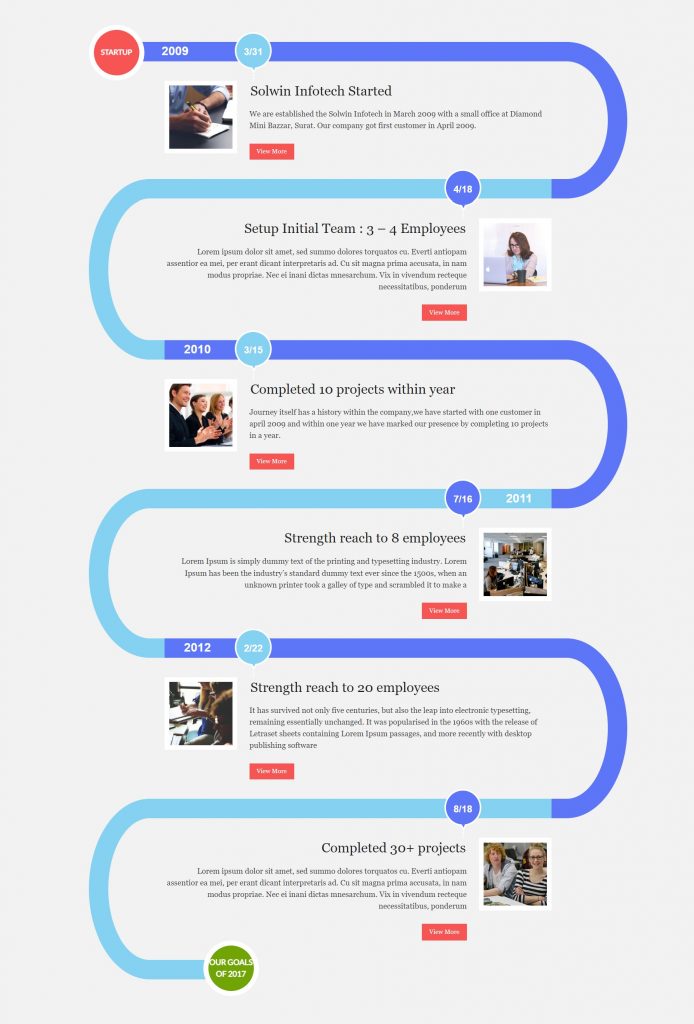 STARTUP
2009
3/31
Solwin Infotech Started
We are established the Solwin Infotech in March 2009 with a small office at Diamond
Mini Bazzar, Surat. Our company got first customer in April 2009.
View More
4/18
Setup Initial Team : 3 – 4 Employees
Lorem ipsum dolor sit amet, sed summo dolores torquatos cu. Everti antiopam
assentior ea mei, per erant dicant interpretaris ad. Cu sit magna prima accusata, in nam
modus propriae. Nec ei inani dictas mnesarchum. Vix in vivendum recteque
necessitatibus, ponderum
View More
2010
3/15
Completed 10 projects within year
Journey itself has a history within the company,we have started with one customer in
april 2009 and within one year we have marked our presence by completing 10 projects
in a year.
View More
7/16
2011
Strength reach to 8 employees
Lorem Ipsum is simply dummy text of the printing and typesetting industry. Lorem
Ipsum has been the industry's standard dummy text ever since the 1500s, when an
unknown printer took a galley of type and scrambled it to make a
View More
2012
2/22
Strength reach to 20 employees
It has survived not only five centuries, but also the leap into electronic typesetting,
remaining essentially unchanged. It was popularised in the 1960s with the release of
Letraset sheets containing Lorem Ipsum passages, and more recently with desktop
publishing software
View More
8/18
Completed 30+ projects
Lorem ipsum dolor sit amet, sed summo dolores torquatos cu. Everti antiopam
assentior ea mei, per erant dicant interpretaris ad. Cu sit magna prima accusata, in nam
modus propriae. Nec ei inani dictas mnesarchum. Vix in vivendum recteque
necessitatibus, ponderum
View More
OUR GOALS
OF 2017